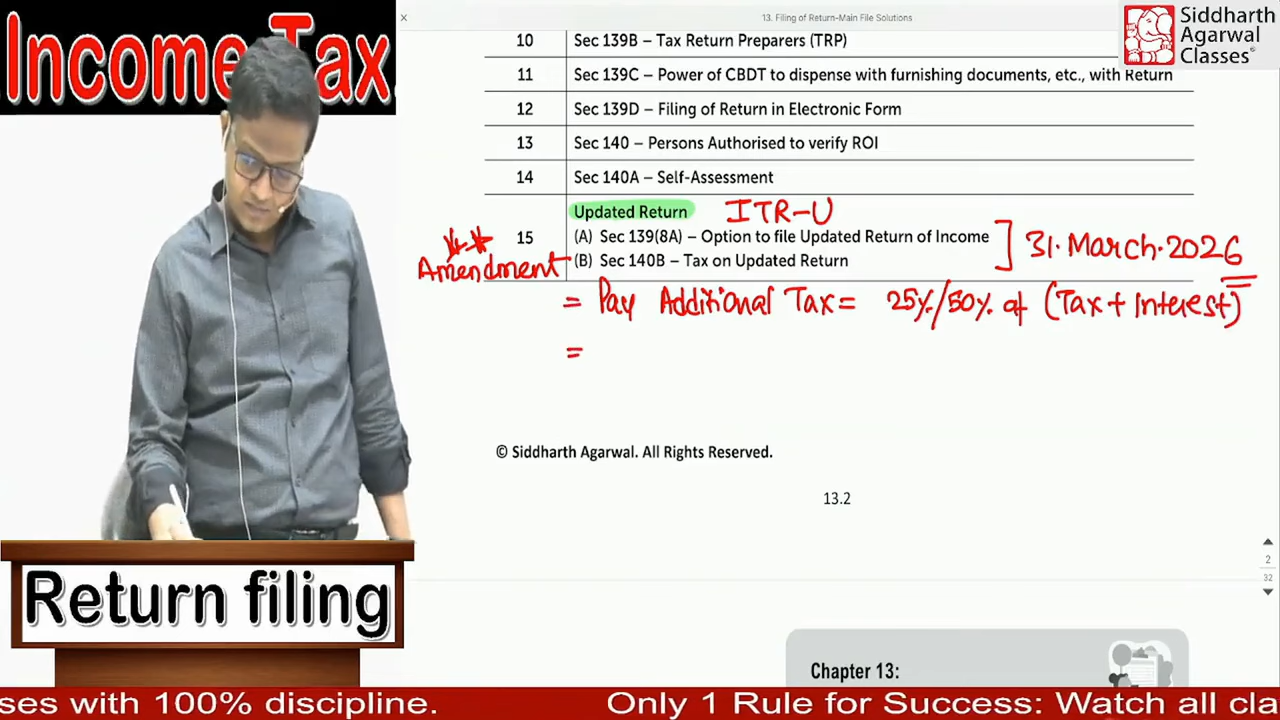 Income Tax
13. Filing of Return-Main File Solutions
Siddharth
Agarwal
Classes
10 Sec 139B – Tax Return Preparers (TRP)
11 Sec 139C – Power of CBDT to dispense with furnishing documents, etc., with Return
12 Sec 139D – Filing of Return in Electronic Form
13 Sec 140 – Persons Authorised to verify ROI
14 Sec 140A – Self-Assessment
Updated Return ITR-U
15 (A) Sec 139(8A) – Option to file Updated Return of Income
31.March.2026
Amendment
(B) Sec 140B – Tax on Updated Return
= Pay Additional Tax = 25%/50% of (Tax + Interest)
=
© Siddharth Agarwal. All Rights Reserved.
13.2
2
32
Return filing
Chapter 13:
ses with 100% discipline. Only 1 Rule for Success: Watch all cla